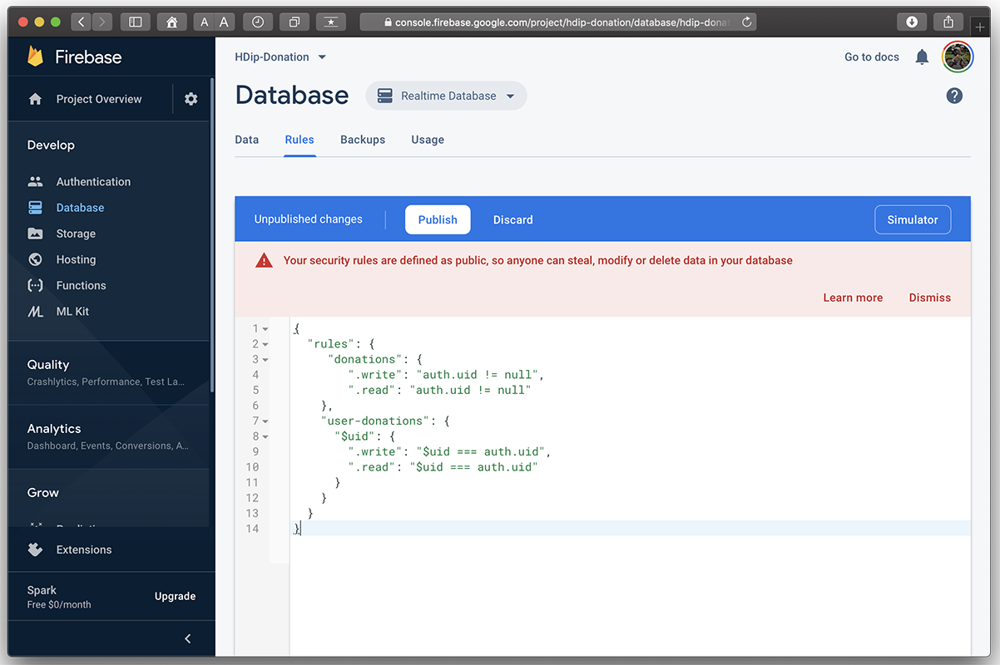 A A
console.firebase.google.com/project/hdip-donation/database/hdip-dona
Firebase
Project Overview
Develop
Authentication
Database
Storage
Hosting
Functions
ML Kit
Quality
Crashlytics, Performance, Test La...
Analytics
Dashboard, Events, Conversions, A...
Grow
Extensions
Spark
Free $0/month
Upgrade
HDip-Donation
Go to docs
Database
Realtime Database
Data Rules Backups Usage
Unpublished changes Publish Discard Simulator
Your security rules are defined as public, so anyone can steal, modify or delete data in your database
Learn more Dismiss
1 {
2 "rules": {
3 "donations": {
4 ".write": "auth.uid != null",
5 ".read": "auth.uid != null"
6 },
7 "user-donations": {
8 "$uid": {
9 ".write": "$uid === auth.uid",
10 ".read": "$uid === auth.uid"
11 }
12 }
13 }
14 }